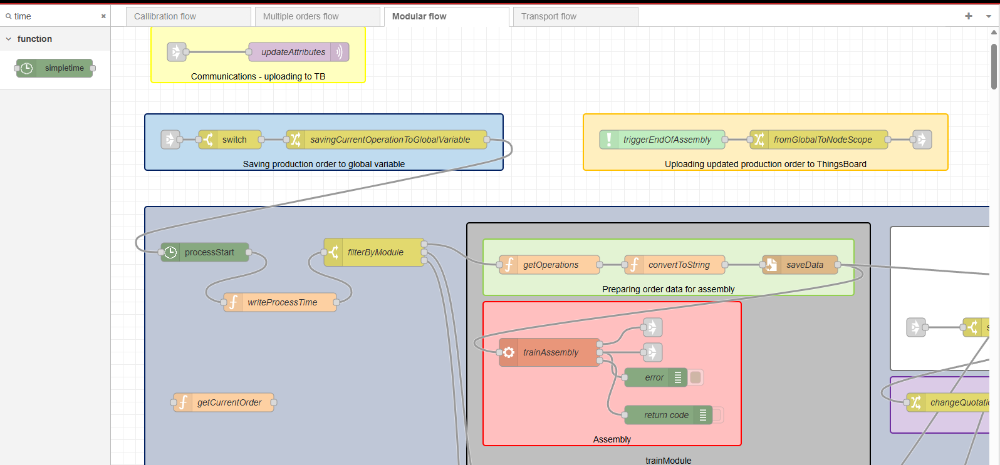 time
Callibration flow
Multiple orders flow
Modular flow
Transport flow
function
simpletime
updateAttributes
Communications - uploading to TB
switch
savingCurrentOperationToGlobalVariable
Saving production order to global variable
triggerEndOfAssembly
fromGlobalToNodeScope
Uploading updated production order to ThingsBoard
processStart
filterByModule
writeProcessTime
getCurrentOrder
getOperations
convertToString
saveData
Preparing order data for assembly
trainAssembly
error
return code
Assembly
trainModule
s
changeQuotati